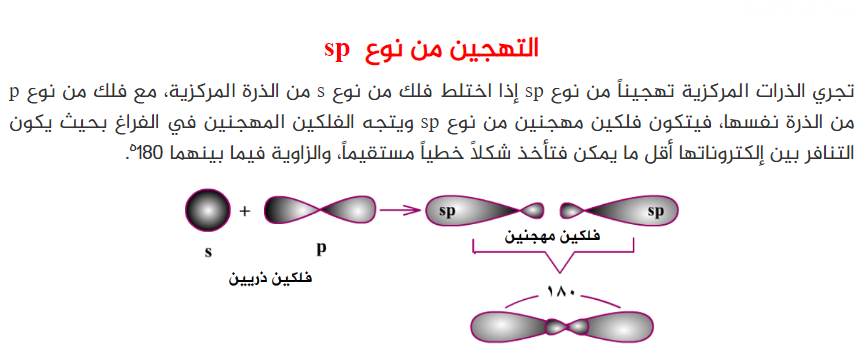 التهجين من نوع sp
تجري الذرات المركزية تهجيناً من نوع sp إذا اختلط فلك من نوع s من الذرة المركزية، مع فلك من نوع p
من الذرة نفسها، فيتكون فلكين مهجنين من نوع sp ويتجه الفلكين المهجنين في الفراغ بحيث يكون
التنافر بين إلكتروناتها أقل ما يمكن فتأخذ شكلاً خطياً مستقيماً، والزاوية فيما بينهما 180°.
+ sp sp
فلكين مهجنين
s p
فلكين ذريين
١٨٠